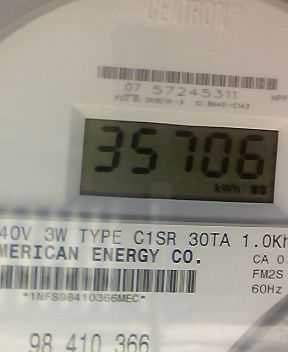 CENTRON®
07 57245311
35706
kWh
40V 3W TYPE C1SR 30TA 1.0Kh
MERICAN ENERGY CO.
CA 0.
FM2S
*1NFS98410366MEC*
60Hz
98 410 366